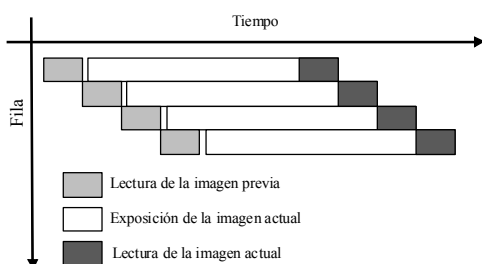 Tiempo
Fila
Lectura de la imagen previa
Exposición de la imagen actual
Lectura de la imagen actual